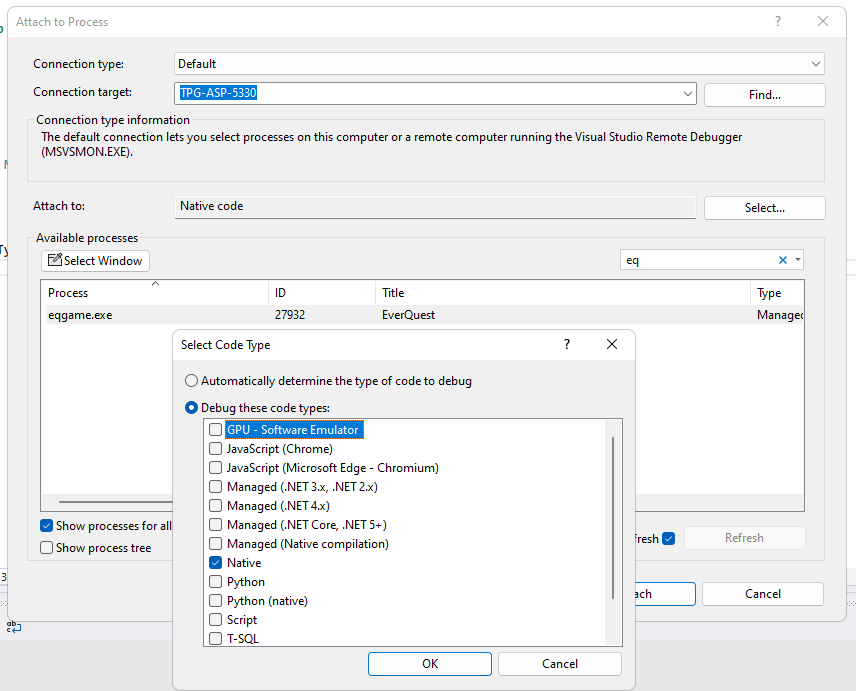 Attach to Process
Connection type:
Default
Connection target:
TPG-ASP-5330
Find...
Connection type information
The default connection lets you select processes on this computer or a remote computer running the Visual Studio Remote Debugger
(MSVSMON.EXE).
Attach to:
Native code
Select...
Available processes
Select Window
eq
Process
ID
Title
Type
eqgame.exe
27932
EverQuest
Managed
Select Code Type
Automatically determine the type of code to debug
Debug these code types:
GPU - Software Emulator
JavaScript (Chrome)
JavaScript (Microsoft Edge - Chromium)
Managed (.NET 3.x, .NET 2.x)
Managed (.NET 4.x)
Managed (.NET Core, .NET 5+)
Managed (Native compilation)
Native
Python
Python (native)
Script
T-SQL
OK
Cancel
Show processes for all
Show process tree
fresh
Refresh
ach
Cancel